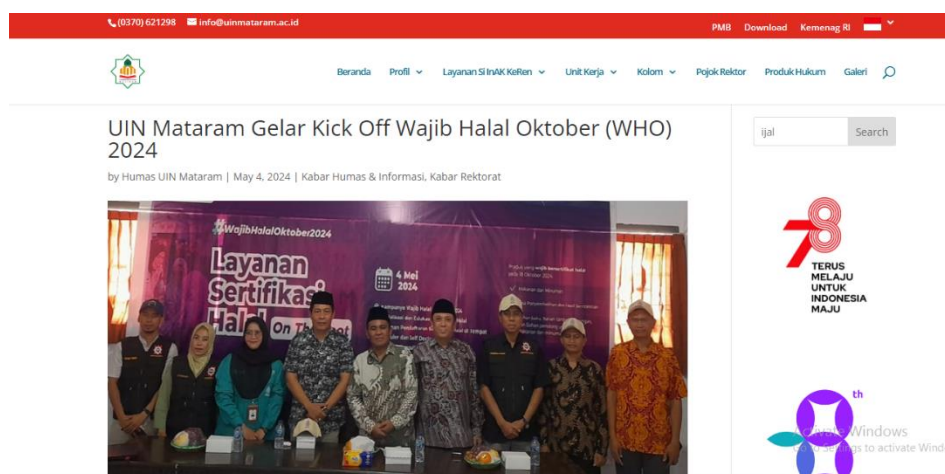 (0370) 621298 info@uinmataram.ac.id
PMB Download Kemenag RI
Beranda Profil Layanan Si InAK KeRen Unit Kerja Kolom Pojok Rektor Produk Hukum Galeri
UIN Mataram Gelar Kick Off Wajib Halal Oktober (WHO)
2024
by Humas UIN Mataram | May 4, 2024 | Kabar Humas & Informasi, Kabar Rektorat
ijal Search
#WajibHalalOktober2024
Layanan
Sertifikasi
Halal On The Spot
4 Mei
2024
78
TERUS
MELAJU
UNTUK
INDONESIA
MAJU
th
Activate Windows
Go to Settings to activate Wind